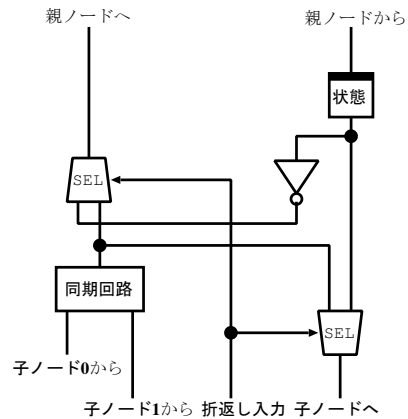 親ノードへ
親ノードから
状態
SEL
同期回路
SEL
子ノード0から
子ノード1から
折返し入力
子ノードへ